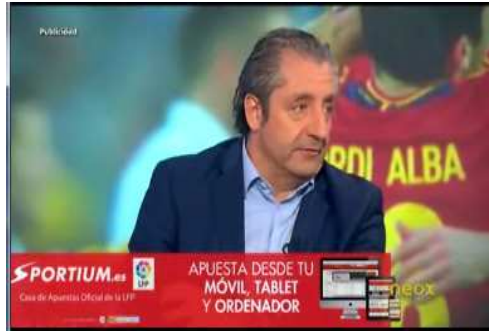 Publicidad
RDI ALBA
SPORTIUM.es
LFP
Casa de Apuestas Oficial de la LFP
APUESTA DESDE TU
MÓVIL, TABLET
Y ORDENADOR
neox